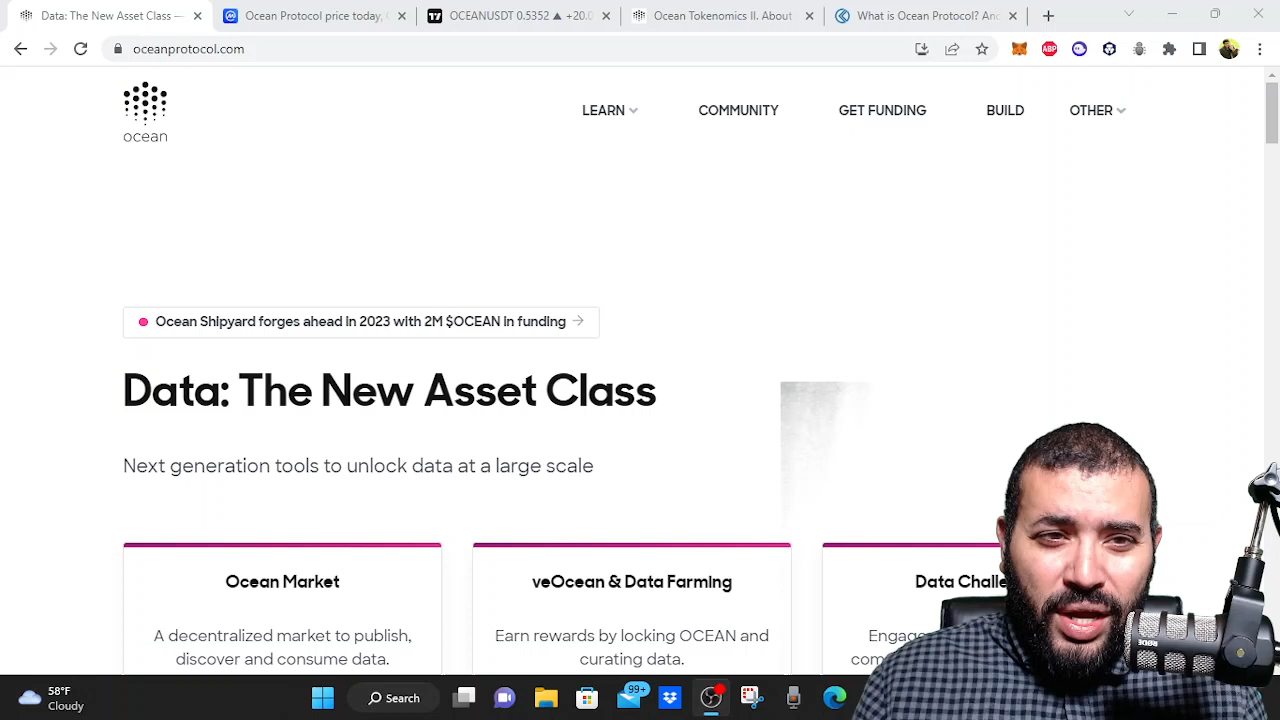 Data: The New Asset Class —
Ocean Protocol price today, O
OCEANUSDT 0.5352 ▲ +20.0
Ocean Tokenomics II. About
What is Ocean Protocol? And
oceanprotocol.com
ABP
ocean
LEARN
COMMUNITY
GET FUNDING
BUILD
OTHER
Ocean Shipyard forges ahead in 2023 with 2M $OCEAN in funding →
Data: The New Asset Class
Next generation tools to unlock data at a large scale
Ocean Market
A decentralized market to publish,
discover and consume data.
veOcean & Data Farming
Earn rewards by locking OCEAN and
curating data.
Data Challe
Engage
com
58°F
Cloudy
Search
99+
RØDE